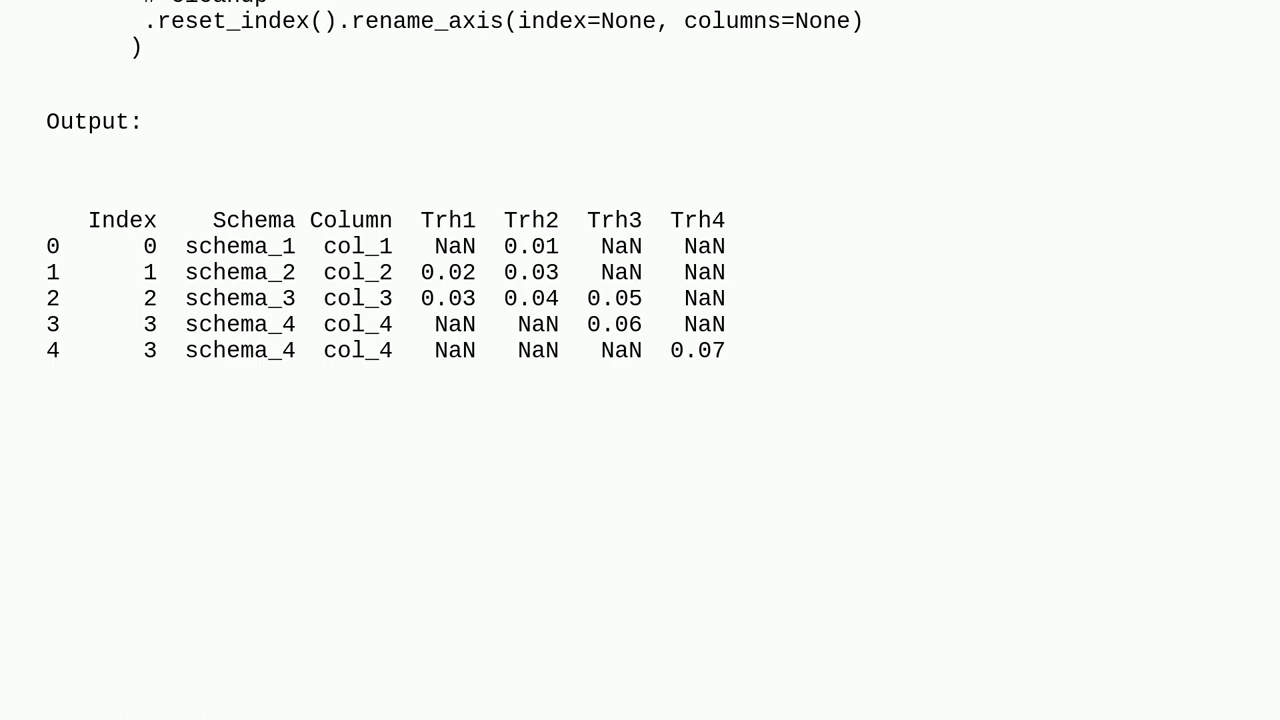 # cleanup
.reset_index().rename_axis(index=None, columns=None)
)
Output:
Index Schema Column Trh1 Trh2 Trh3 Trh4
0 0 schema_1 col_1 NaN 0.01 NaN NaN
1 1 schema_2 col_2 0.02 0.03 NaN NaN
2 2 schema_3 col_3 0.03 0.04 0.05 NaN
3 3 schema_4 col_4 NaN NaN 0.06 NaN
4 3 schema_4 col_4 NaN NaN NaN 0.07